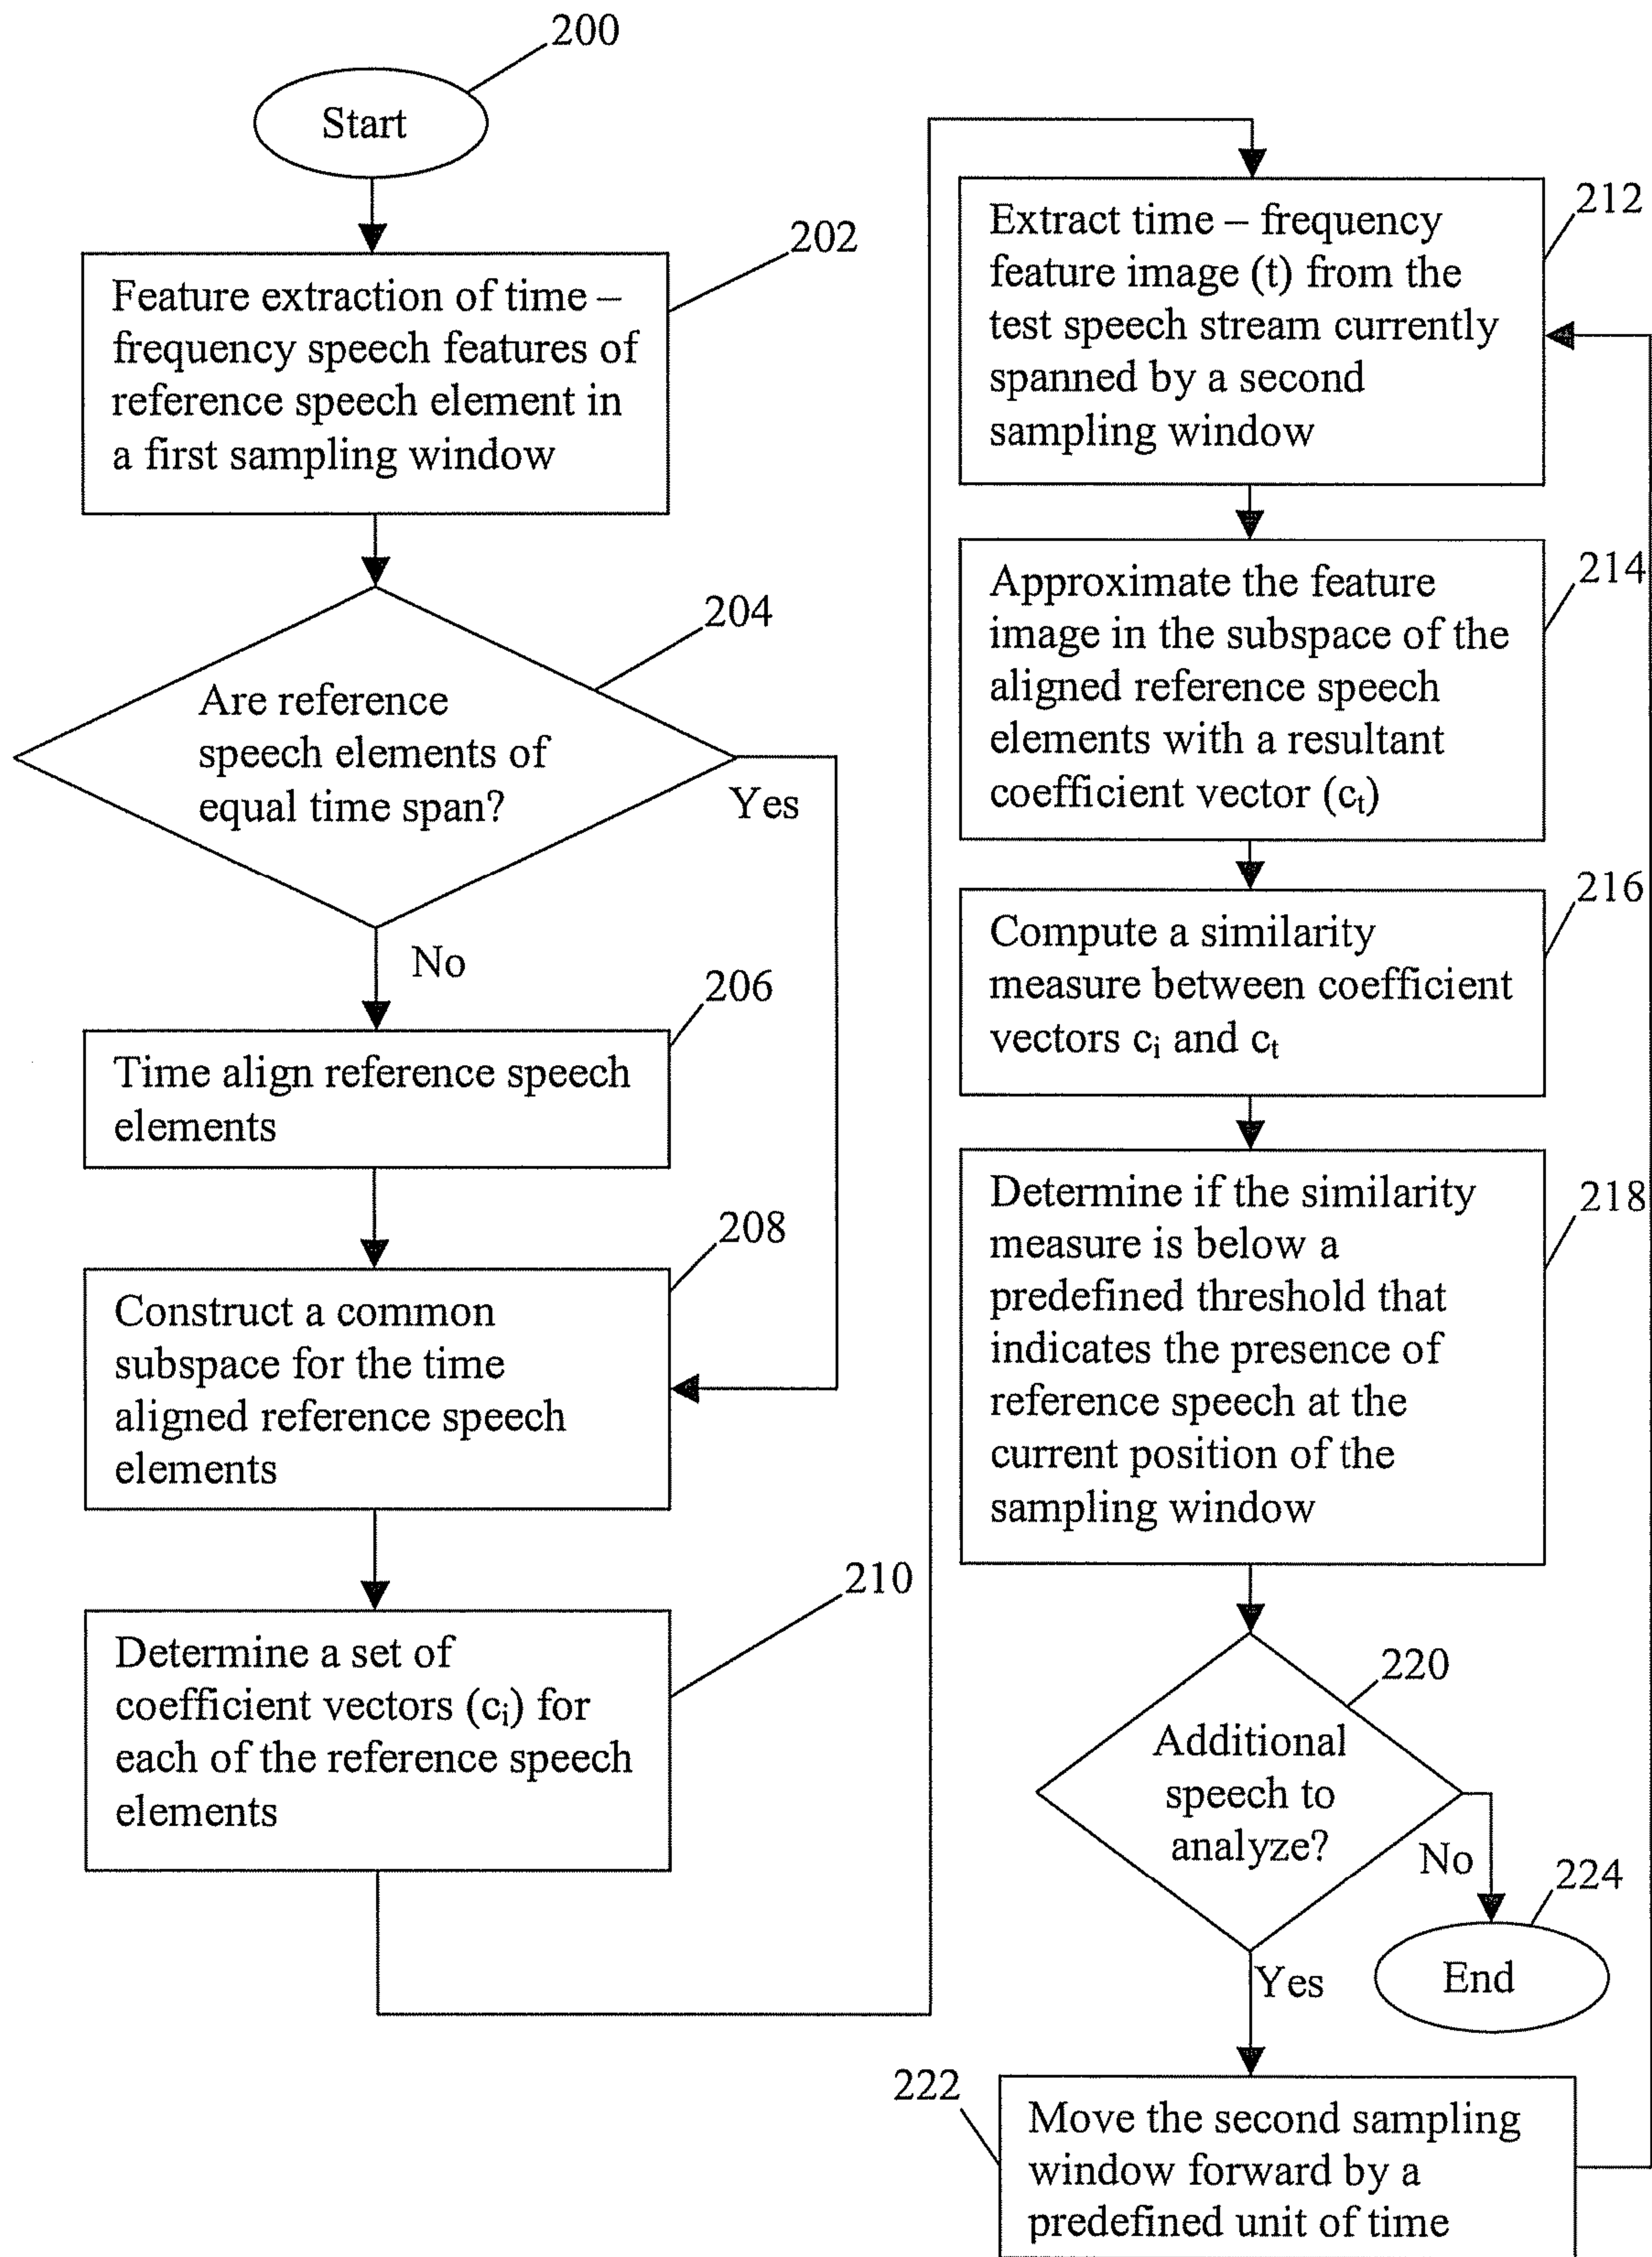 200
Start
202
Feature extraction of time –
frequency speech features of
reference speech element in
a first sampling window
204
Are reference
speech elements of
equal time span?
Yes
No
206
Time align reference speech
elements
208
Construct a common
subspace for the time
aligned reference speech
elements
210
Determine a set of
coefficient vectors (cᵢ) for
each of the reference speech
elements
212
Extract time – frequency
feature image (t) from the
test speech stream currently
spanned by a second
sampling window
214
Approximate the feature
image in the subspace of the
aligned reference speech
elements with a resultant
coefficient vector (cₜ)
216
Compute a similarity
measure between coefficient
vectors cᵢ and cₜ
218
Determine if the similarity
measure is below a
predefined threshold that
indicates the presence of
reference speech at the
current position of the
sampling window
220
Additional
speech to
analyze?
No
224
End
Yes
222
Move the second sampling
window forward by a
predefined unit of time